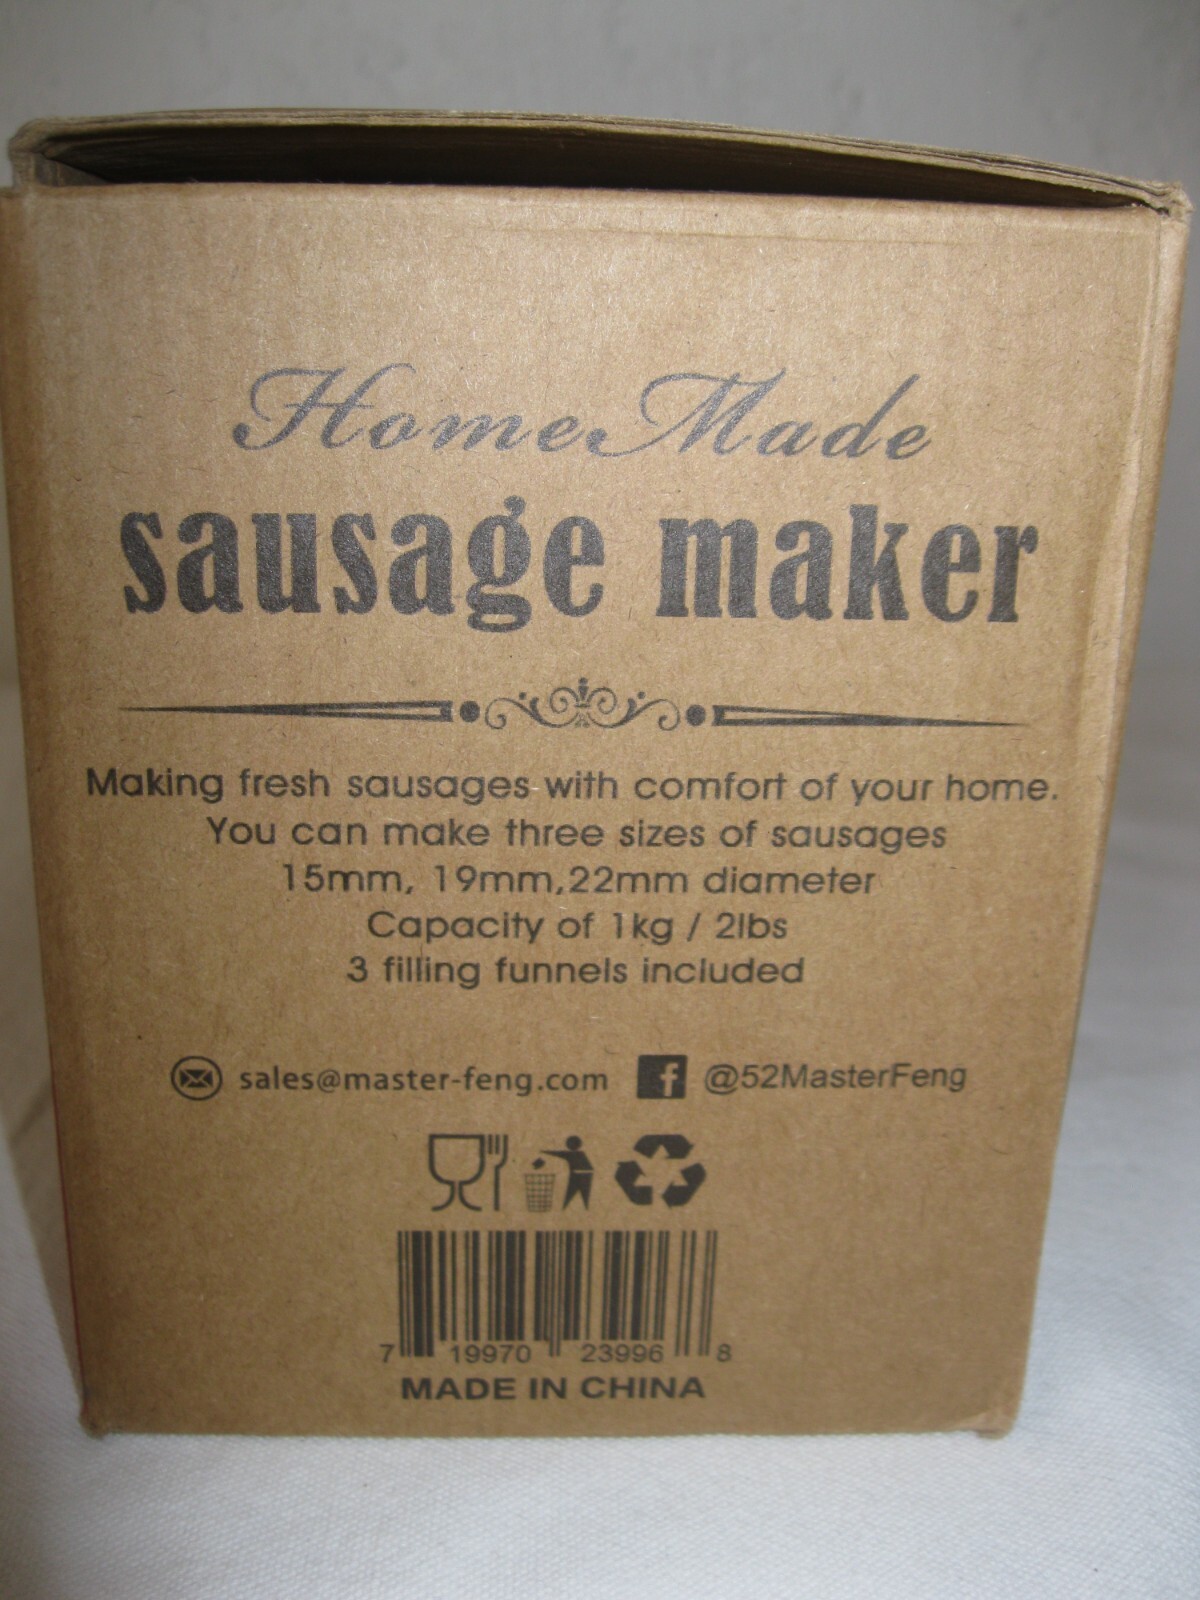 Home Made
sausage maker
Making fresh sausages with comfort of your home.
You can make three sizes of sausages
15mm, 19mm,22mm diameter
Capacity of 1kg / 2lbs
3 filling funnels included
sales@master-feng.com f @52MasterFeng
7 19970 23996 8
MADE IN CHINA